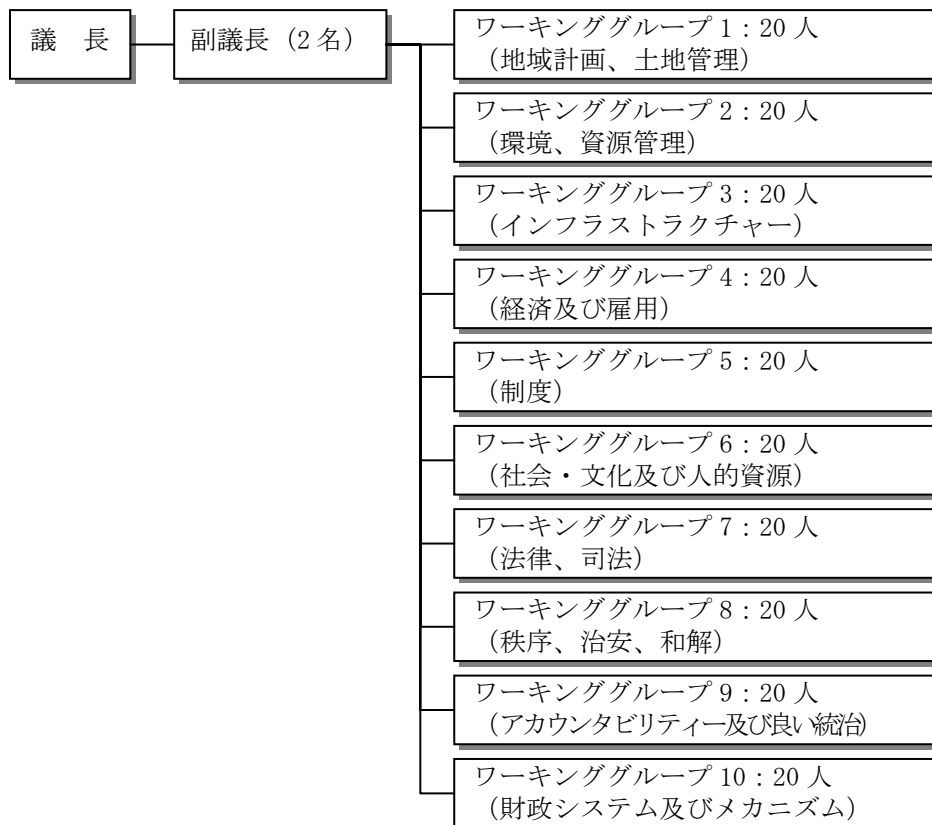 議　長
副議長（2 名）
ワーキンググループ 1：20 人
（地域計画、土地管理）
ワーキンググループ 2：20 人
（環境、資源管理）
ワーキンググループ 3：20 人
（インフラストラクチャー）
ワーキンググループ 4：20 人
（経済及び雇用）
ワーキンググループ 5：20 人
（制度）
ワーキンググループ 6：20 人
（社会・文化及び人的資源）
ワーキンググループ 7：20 人
（法律、司法）
ワーキンググループ 8：20 人
（秩序、治安、和解）
ワーキンググループ 9：20 人
（アカウンタビリティー及び良い統治）
ワーキンググループ 10：20 人
（財政システム及びメカニズム）